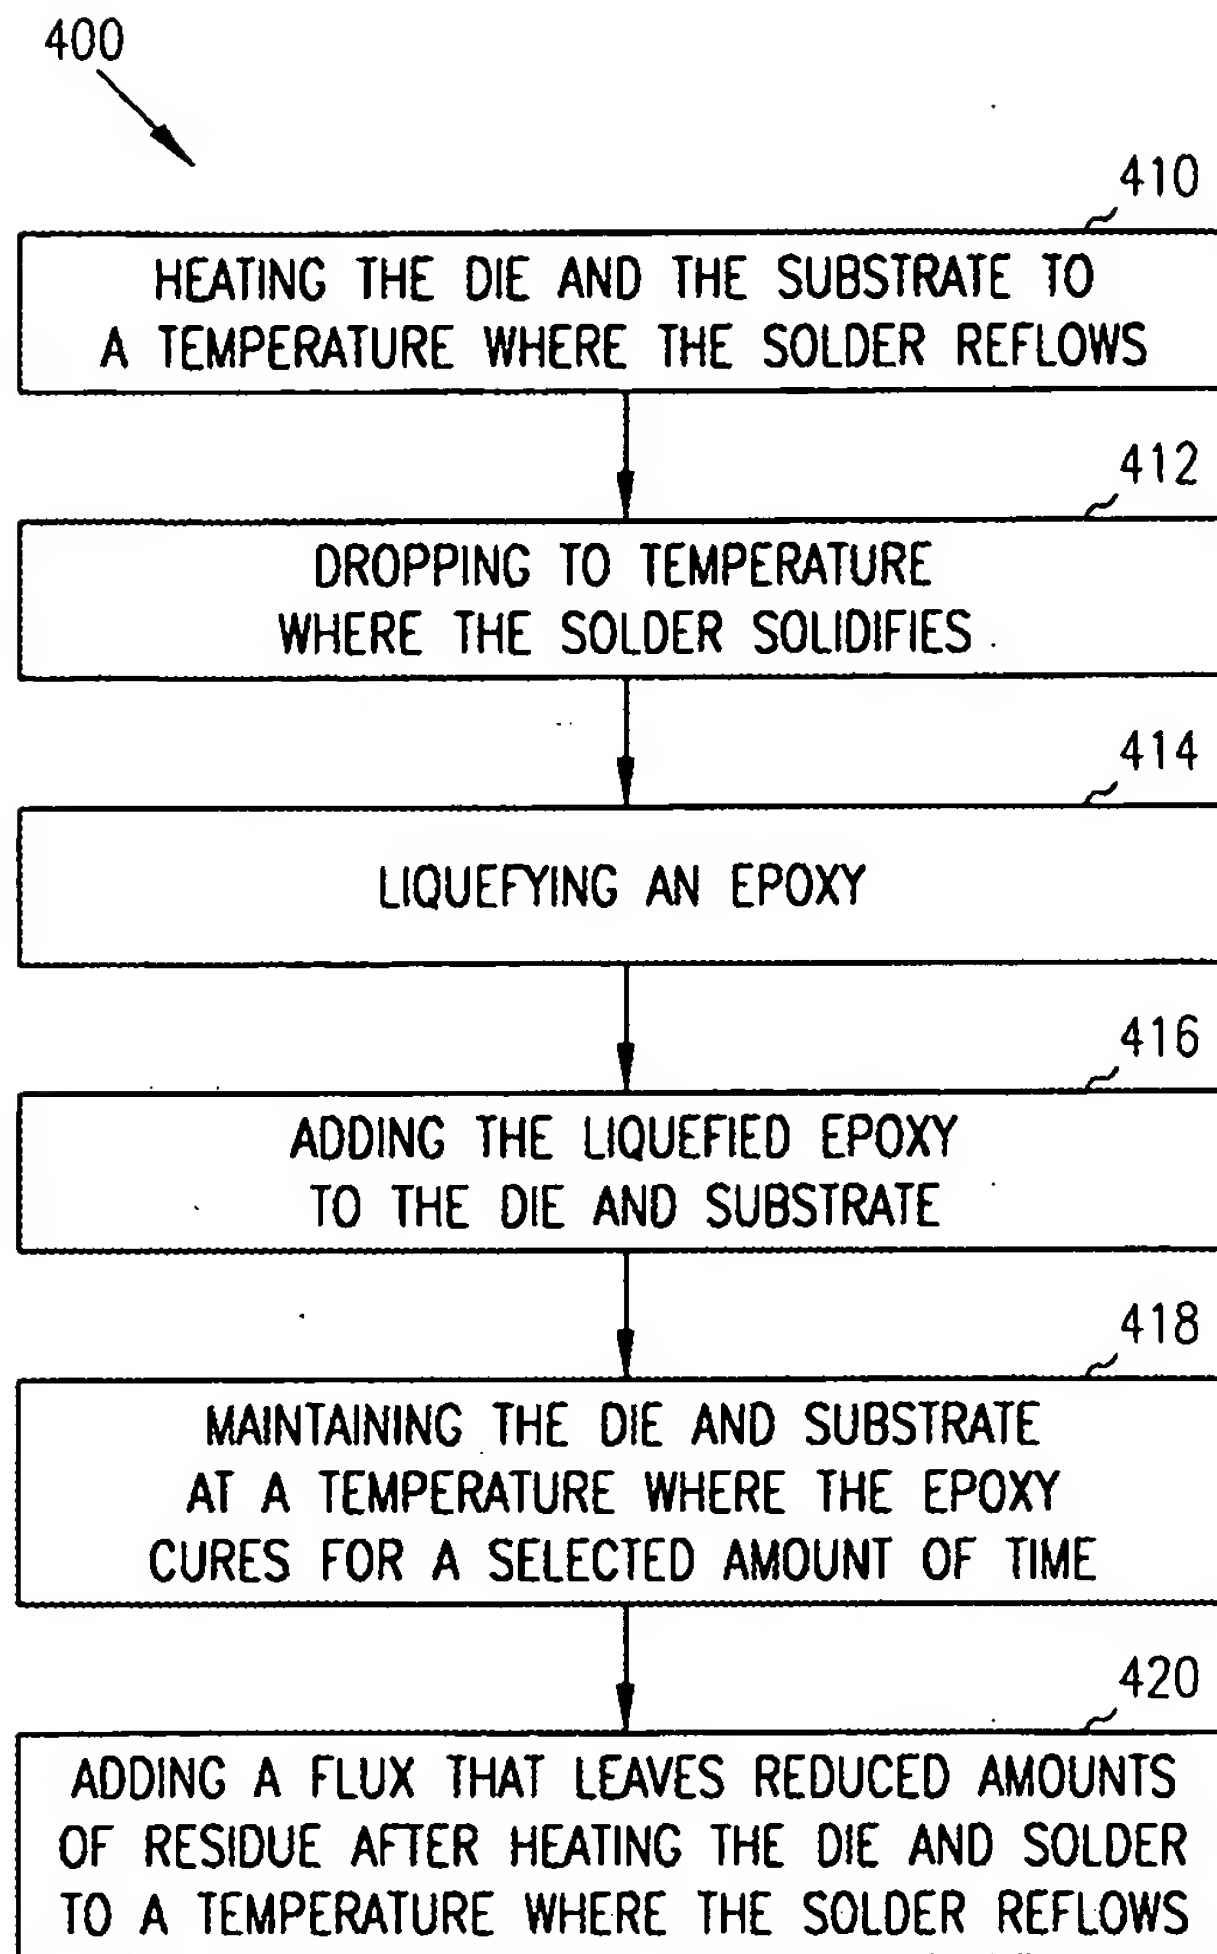 400
410
HEATING THE DIE AND THE SUBSTRATE TO
A TEMPERATURE WHERE THE SOLDER REFLOWS
412
DROPPING TO TEMPERATURE
WHERE THE SOLDER SOLIDIFIES
414
LIQUEFYING AN EPOXY
416
ADDING THE LIQUEFIED EPOXY
TO THE DIE AND SUBSTRATE
418
MAINTAINING THE DIE AND SUBSTRATE
AT A TEMPERATURE WHERE THE EPOXY
CURES FOR A SELECTED AMOUNT OF TIME
420
ADDING A FLUX THAT LEAVES REDUCED AMOUNTS
OF RESIDUE AFTER HEATING THE DIE AND SOLDER
TO A TEMPERATURE WHERE THE SOLDER REFLOWS